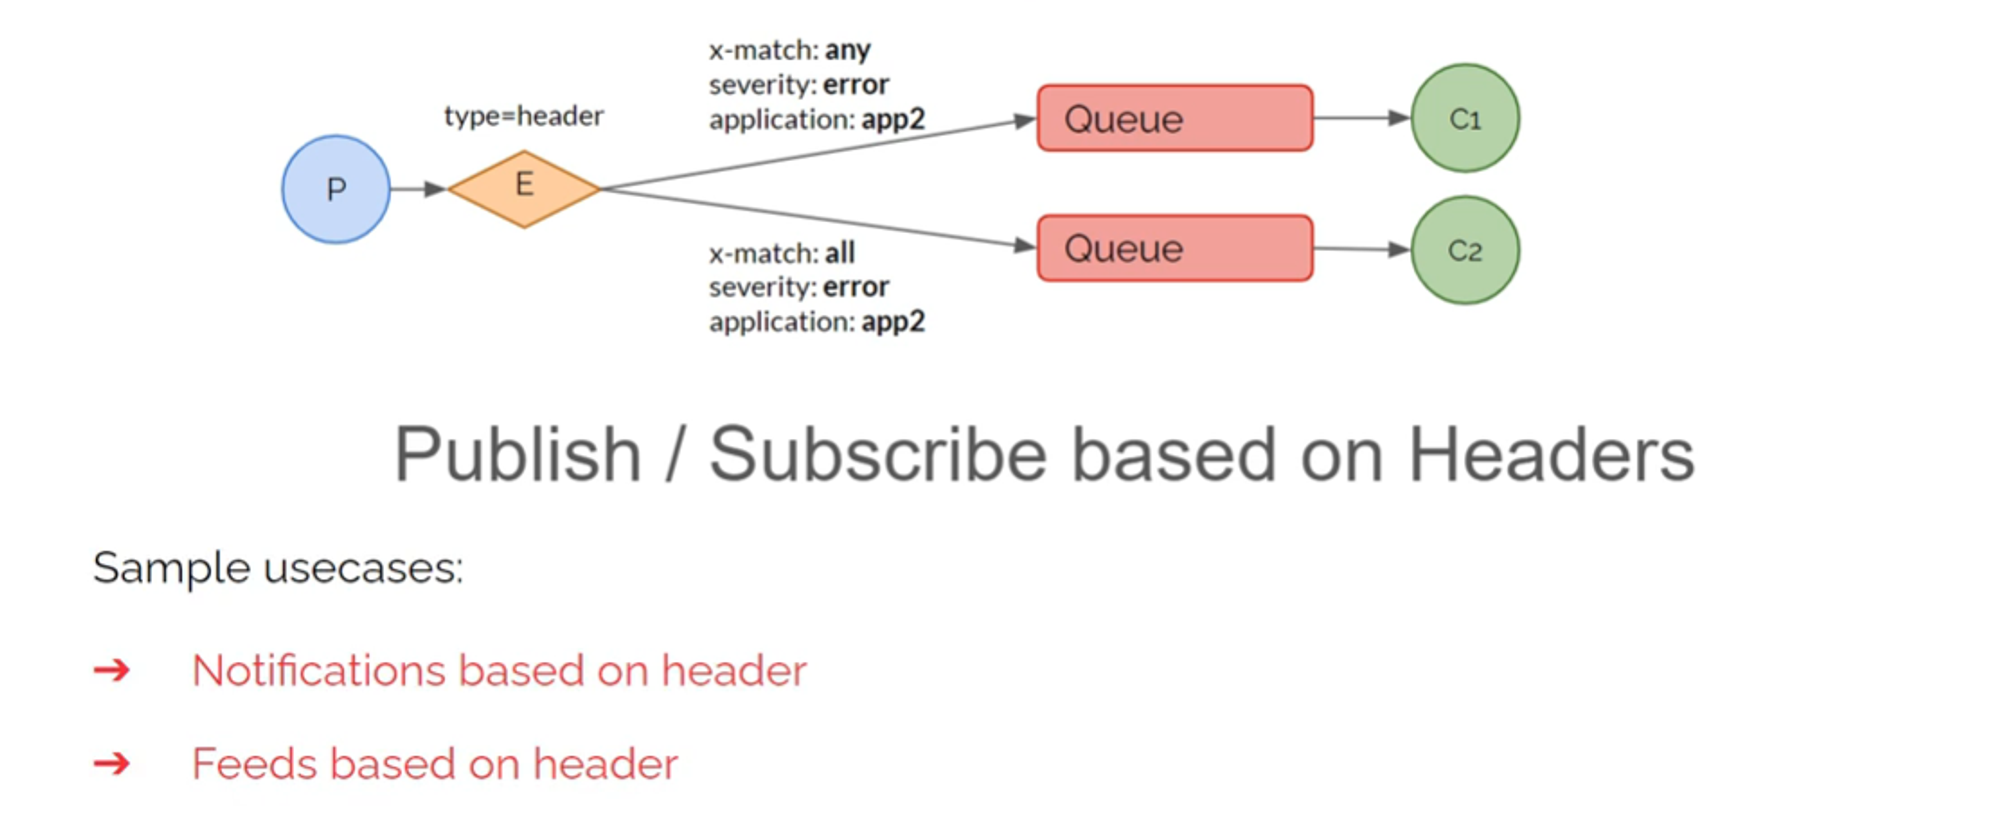 x-match: any
severity: error
application: app2
type=header
P
E
Queue
C1
Queue
C2
x-match: all
severity: error
application: app2
Publish / Subscribe based on Headers
Sample usecases:
➔ Notifications based on header
➔ Feeds based on header